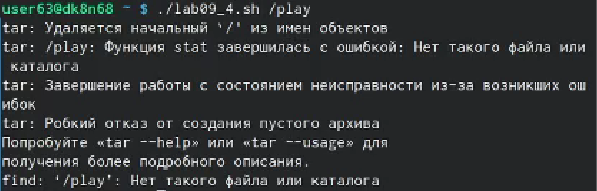 user63@dk8n68 ~ $ ./lab09_4.sh /play
tar: Удаляется начальный `/' из имен объектов
tar: /play: Функция stat завершилась с ошибкой: Нет такого файла или
 каталога
tar: Завершение работы с состоянием неисправности из-за возникших ош
ибок
tar: Робкий отказ от создания пустого архива
Попробуйте «tar --help» или «tar --usage» для
получения более подробного описания.
find: ‘/play’: Нет такого файла или каталога